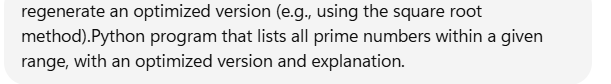 regenerate an optimized version (e.g., using the square root
method).Python program that lists all prime numbers within a given
range, with an optimized version and explanation.